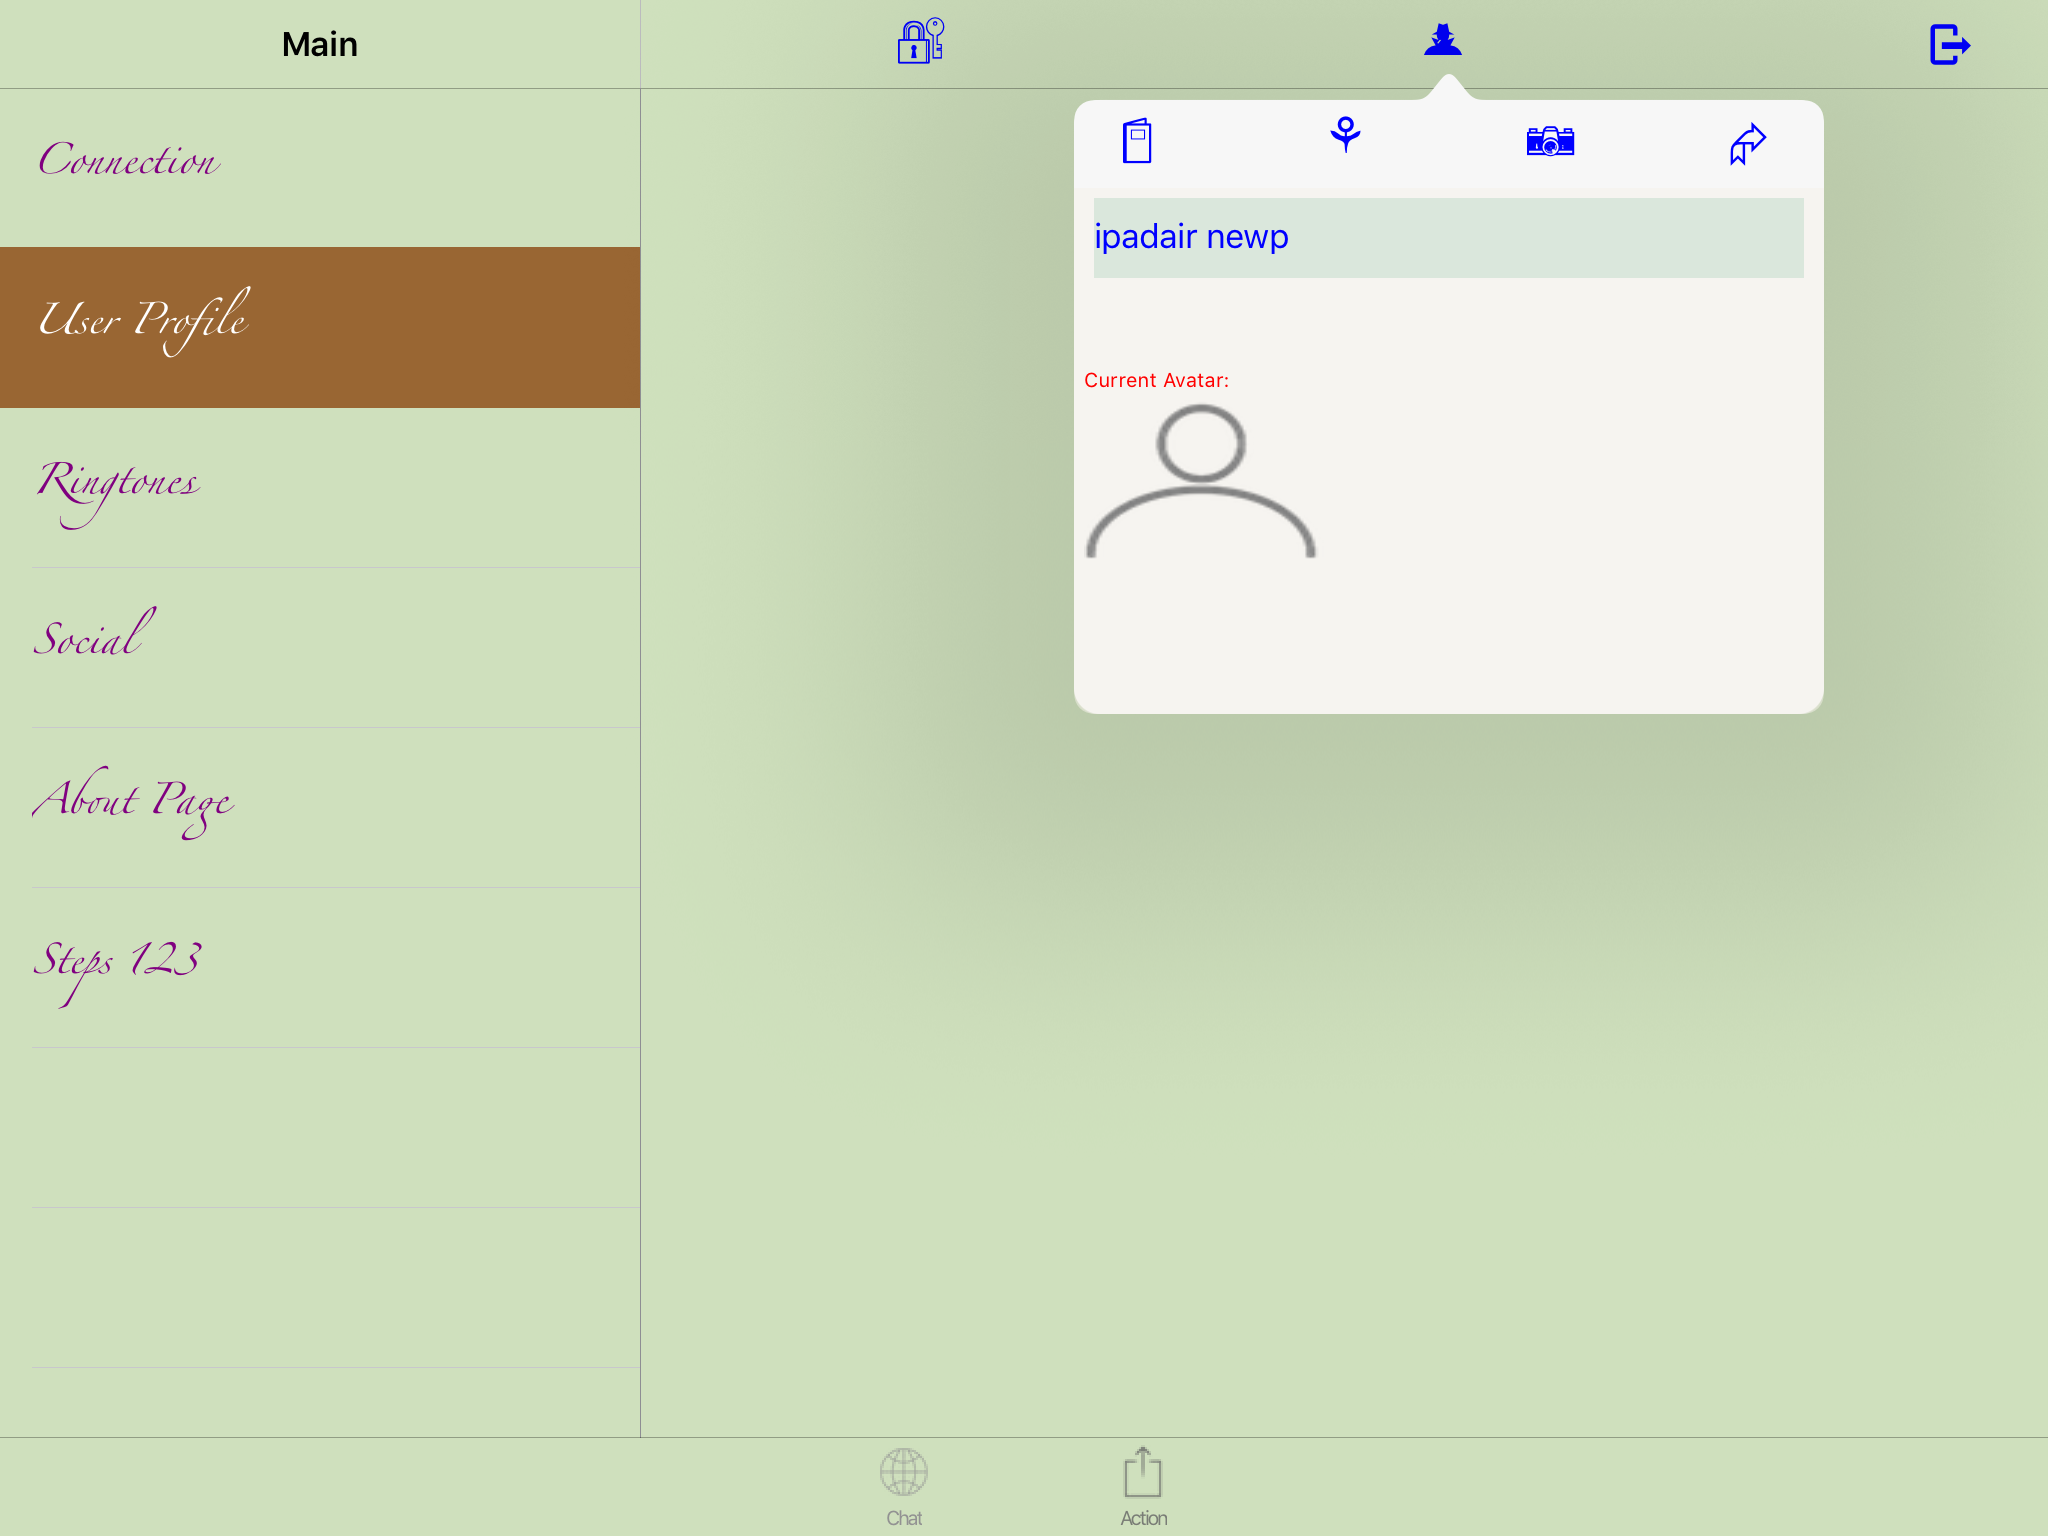 Main
Connection
User Profile
Ringtones
Social
About Page
Steps 123
ipadair newp
Current Avatar:
Chat
Action